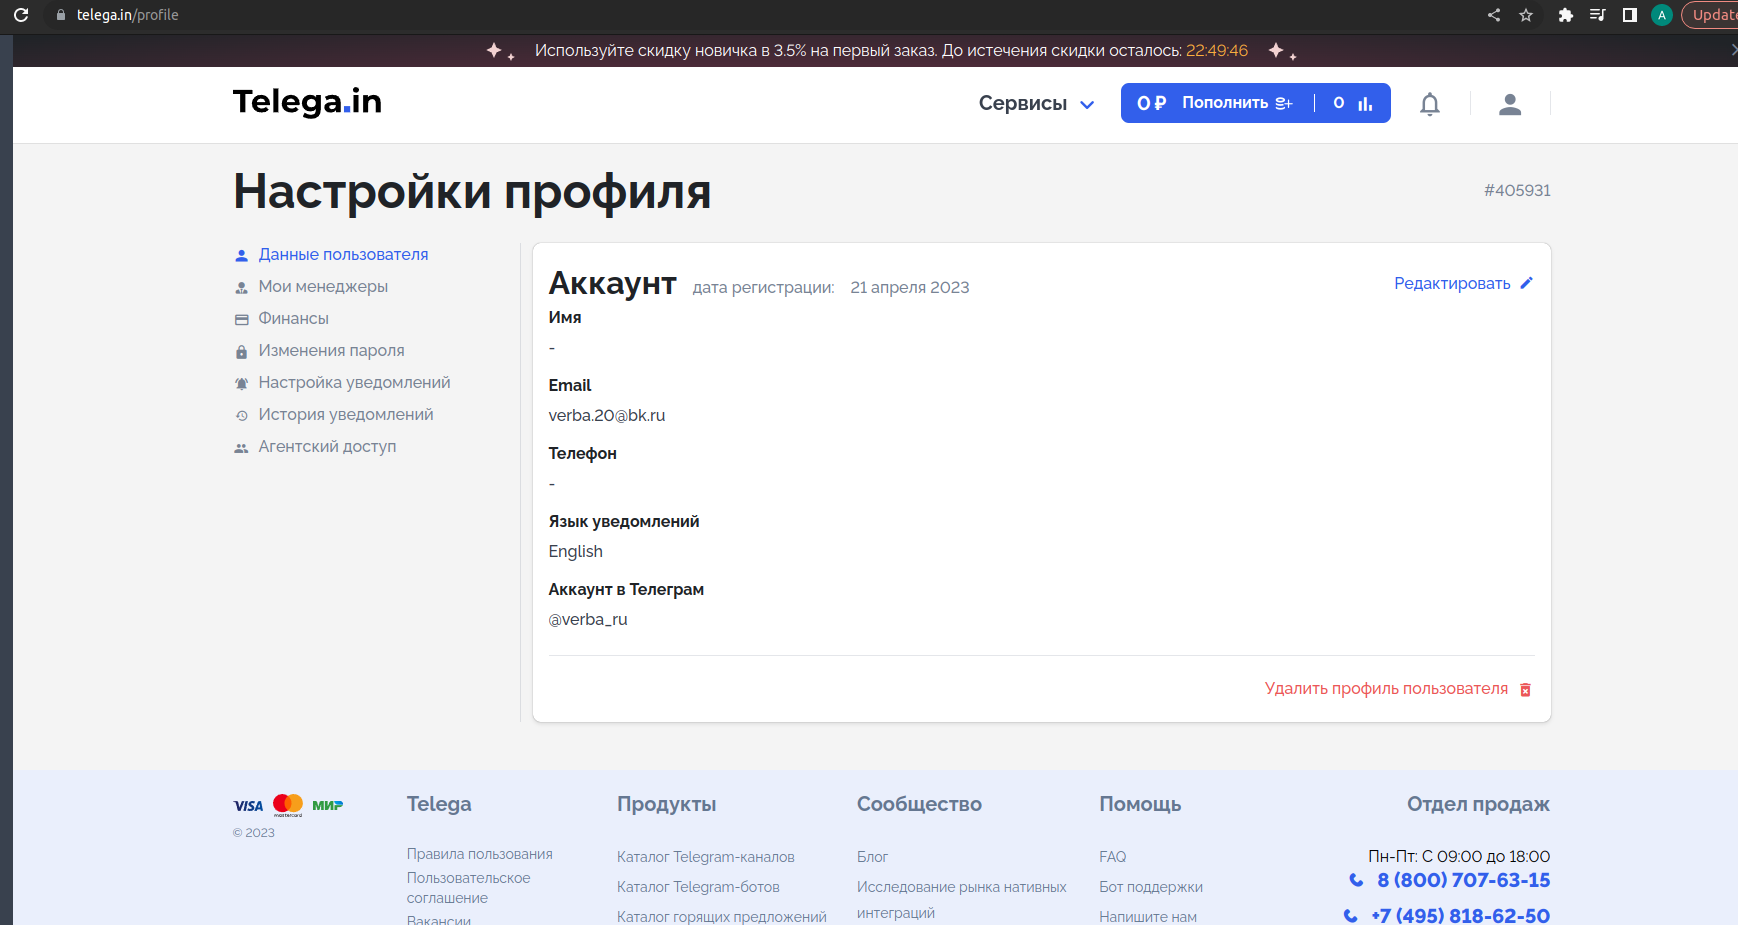 telega.in/profile
A
Используйте скидку новичка в 3.5% на первый заказ. До истечения скидки осталось: 22:49:46
Telega.in
Сервисы
0 ₽ Пополнить
0
Настройки профиля
#405931
Данные пользователя
Мои менеджеры
Финансы
Изменения пароля
Настройка уведомлений
История уведомлений
Агентский доступ
Аккаунт дата регистрации: 21 апреля 2023
Редактировать
Имя
-
Email
verba.20@bk.ru
Телефон
-
Язык уведомлений
English
Аккаунт в Телеграм
@verba_ru
Удалить профиль пользователя
VISA mastercard МИР
© 2023
Telega
Правила пользования
Пользовательское
соглашение
Вакансии
Продукты
Каталог Telegram-каналов
Каталог Telegram-ботов
Каталог горящих предложений
Сообщество
Блог
Исследование рынка нативных
интеграций
Помощь
FAQ
Бот поддержки
Напишите нам
Отдел продаж
Пн-Пт: С 09:00 до 18:00
8 (800) 707-63-15
+7 (495) 818-62-50